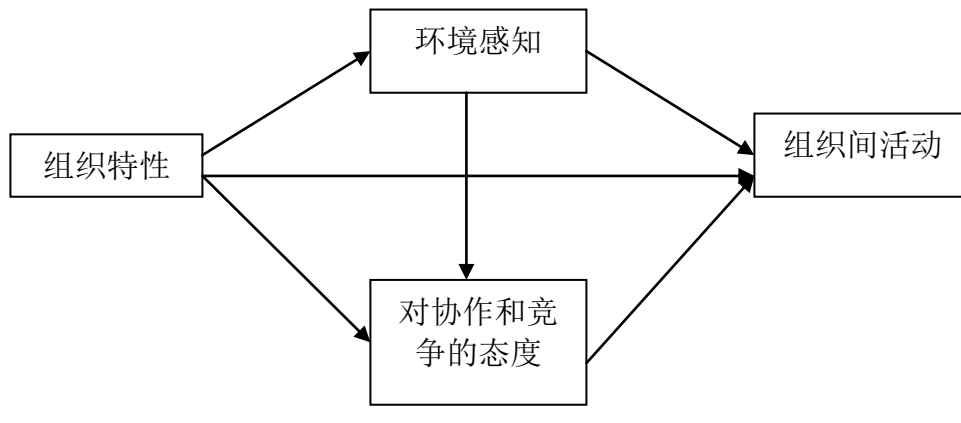 环境感知
组织特性
组织间活动
对协作和竞
争的态度